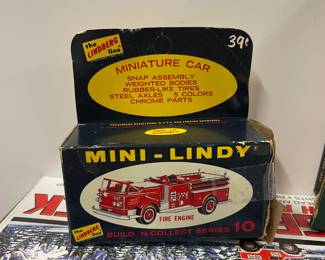 the
LINDBERG
line
39¢
MINIATURE CAR
SNAP ASSEMBLY
WEIGHTED BODIES
RUBBER-LIKE TIRES
STEEL AXLES 5 COLORS
CHROME PARTS
MINI-LINDY
the
LINDBERG
line
FIRE ENGINE
BUILD 'N COLLECT SERIES 10